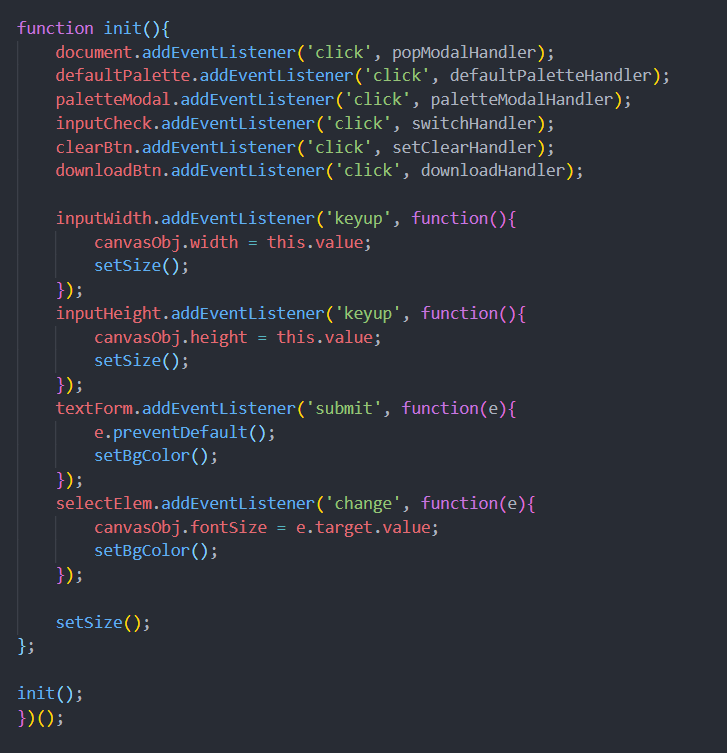 function init(){
    document.addEventListener('click', popModalHandler);
    defaultPalette.addEventListener('click', defaultPaletteHandler);
    paletteModal.addEventListener('click', paletteModalHandler);
    inputCheck.addEventListener('click', switchHandler);
    clearBtn.addEventListener('click', setClearHandler);
    downloadBtn.addEventListener('click', downloadHandler);

    inputWidth.addEventListener('keyup', function(){
        canvasObj.width = this.value;
        setSize();
    });
    inputHeight.addEventListener('keyup', function(){
        canvasObj.height = this.value;
        setSize();
    });
    textForm.addEventListener('submit', function(e){
        e.preventDefault();
        setBgColor();
    });
    selectElem.addEventListener('change', function(e){
        canvasObj.fontSize = e.target.value;
        setBgColor();
    });

    setSize();
};

init();
})();